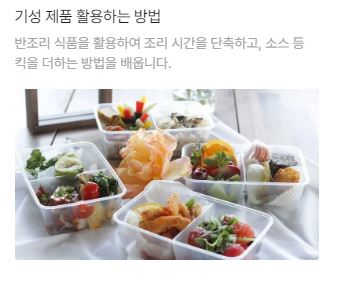 기성 제품 활용하는 방법
반조리 식품을 활용하여 조리 시간을 단축하고, 소스 등
킥을 더하는 방법을 배웁니다.